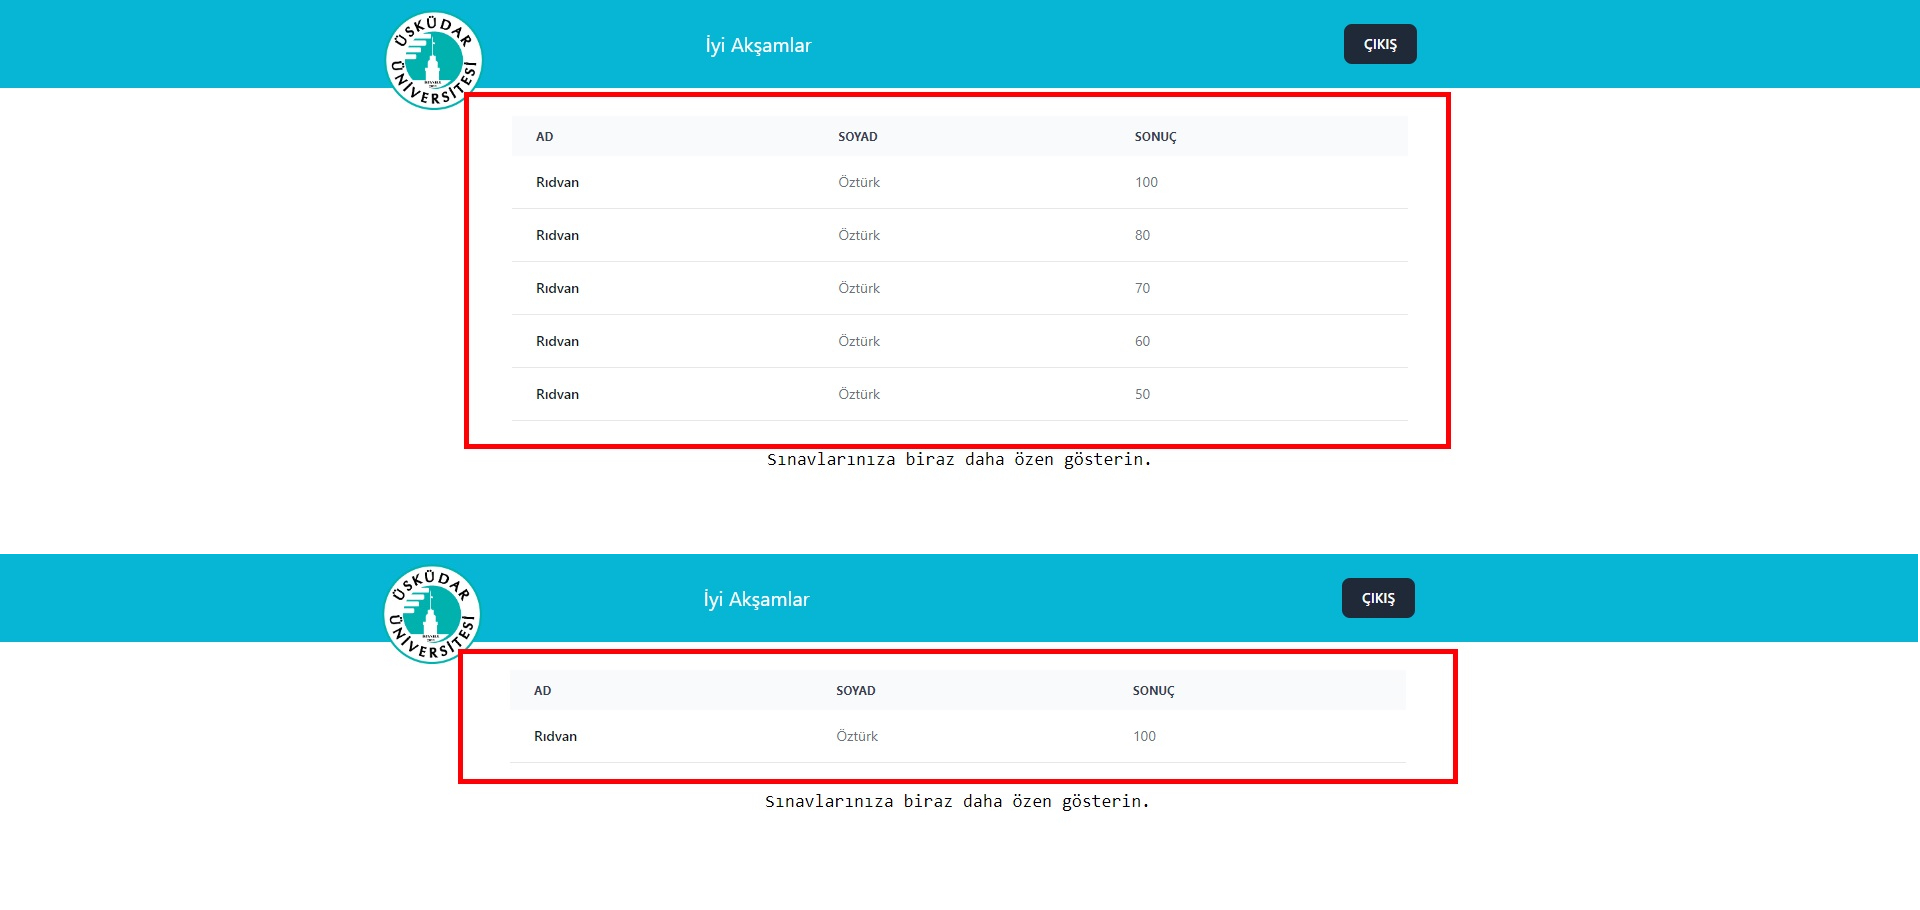 ÜSKÜDAR ÜNİVERSİTESİ
İyi Akşamlar
ÇIKIŞ
AD SOYAD SONUÇ
Rıdvan Öztürk 100
Rıdvan Öztürk 80
Rıdvan Öztürk 70
Rıdvan Öztürk 60
Rıdvan Öztürk 50
Sınavlarınıza biraz daha özen gösterin.
ÜSKÜDAR ÜNİVERSİTESİ
İyi Akşamlar
ÇIKIŞ
AD SOYAD SONUÇ
Rıdvan Öztürk 100
Sınavlarınıza biraz daha özen gösterin.